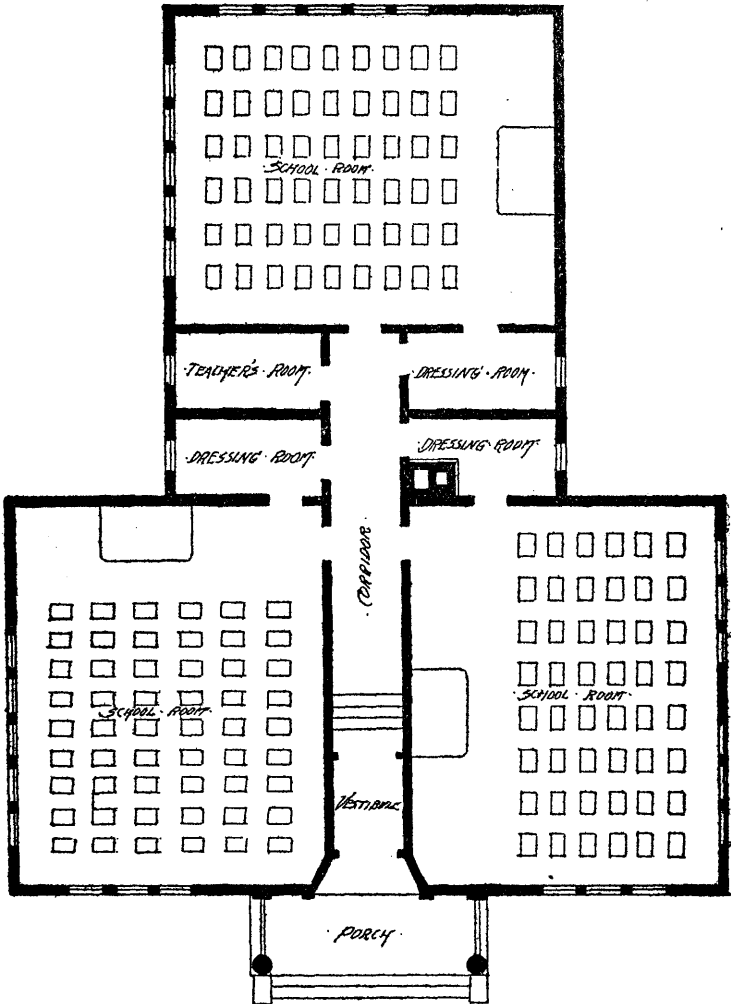 ·SCHOOL·ROOM·
·TEACHER'S·ROOM·
·DRESSING·ROOM·
·DRESSING·ROOM·
·DRESSING·ROOM·
·CORRIDOR·
·SCHOOL·ROOM·
·SCHOOL·ROOM·
VESTIBULE
·PORCH·